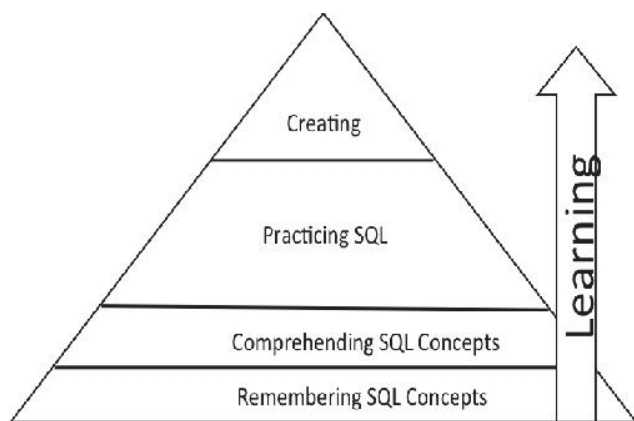 Creating
Practicing SQL
Comprehending SQL Concepts
Remembering SQL Concepts
Learning